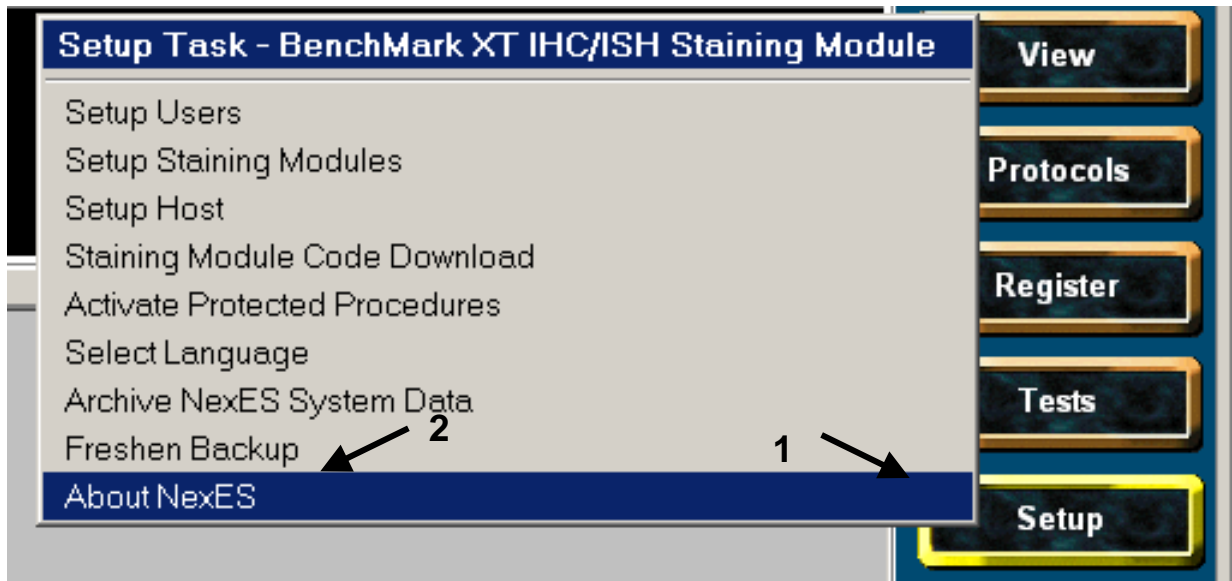 Setup Task - BenchMark XT IHC/ISH Staining Module
Setup Users
Setup Staining Modules
Setup Host
Staining Module Code Download
Activate Protected Procedures
Select Language
Archive NexES System Data
Freshen Backup
About NexES
2
1
View
Protocols
Register
Tests
Setup